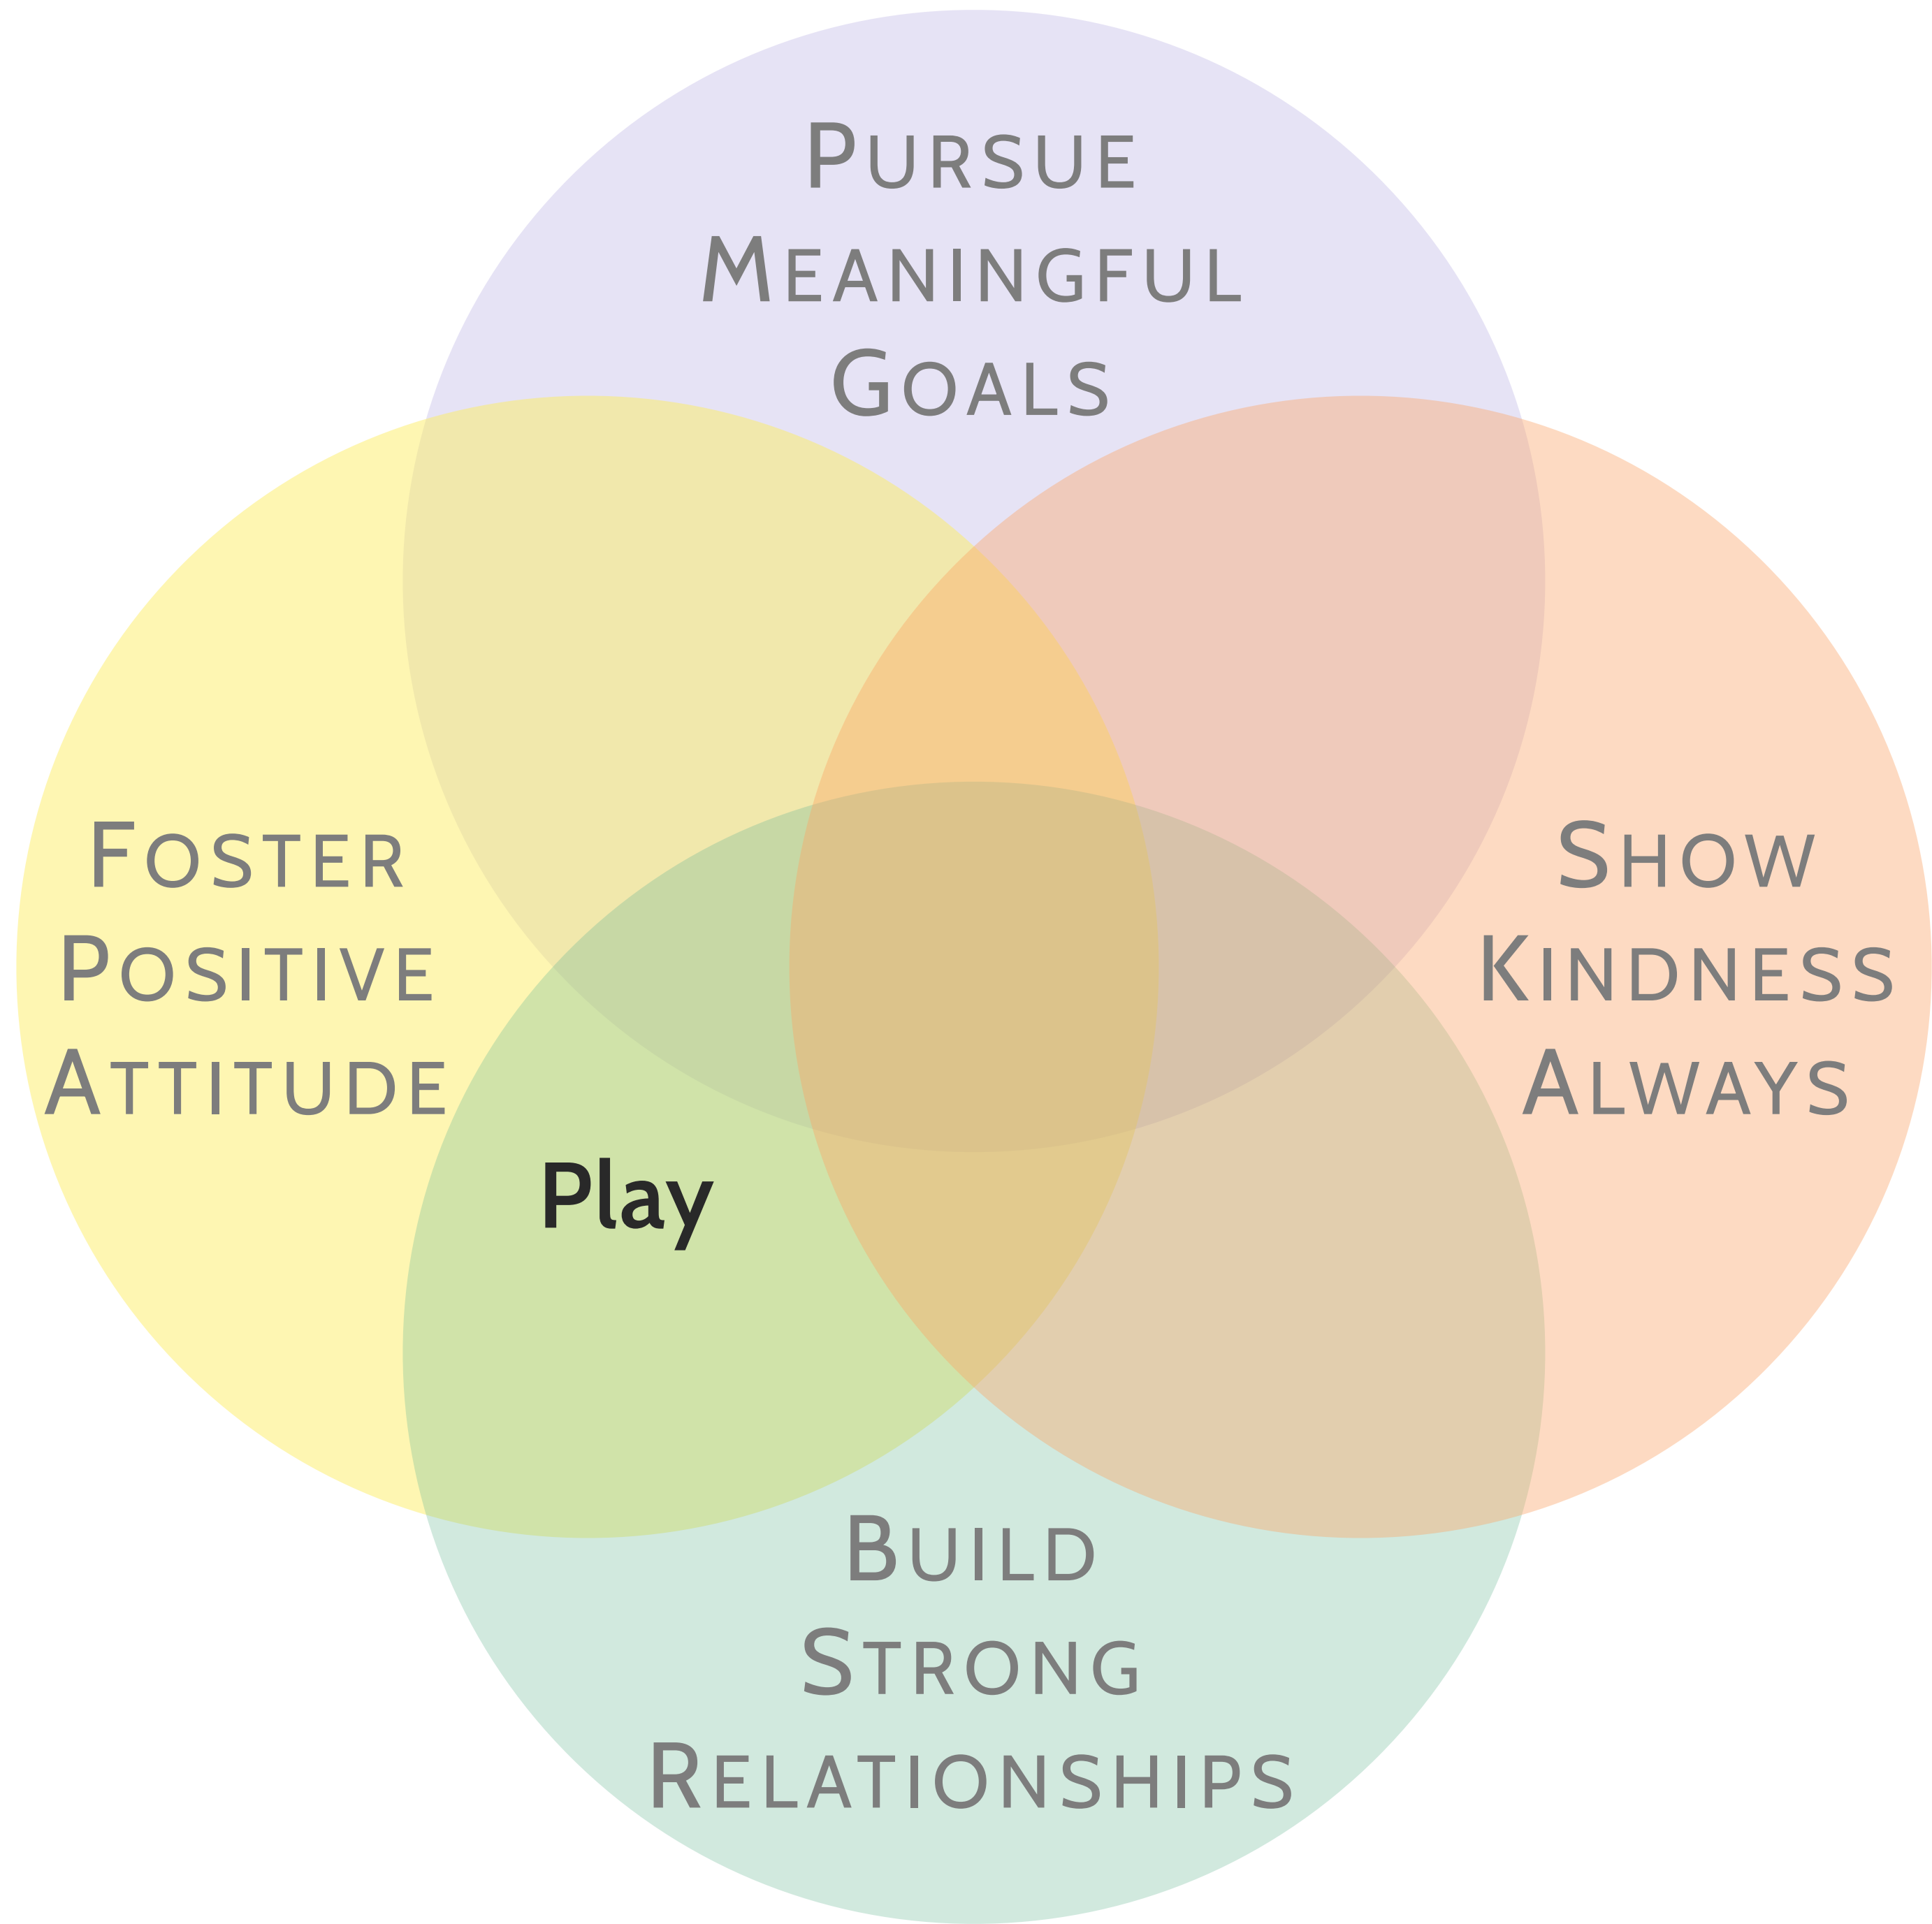 Pursue
Meaningful
Goals
Foster
Positive
Attitude
Show
Kindness
Always
Play
Build
Strong
Relationships